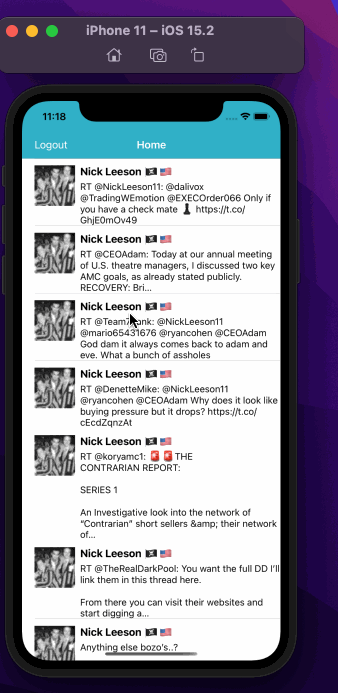 iPhone 11 – iOS 15.2
11:18
Logout Home
Nick Leeson 🏴‍☠️ 🇺🇸
RT @NickLeeson11: @dalivox
@TradingWEmotion @EXECOrder066 Only if
you have a check mate ♟️ https://t.co/
GhjE0mOv49
Nick Leeson 🏴‍☠️ 🇺🇸
RT @CEOAdam: Today at our annual meeting
of U.S. theatre managers, I discussed two key
AMC goals, as already stated publicly.
RECOVERY: Bri...
Nick Leeson 🏴‍☠️ 🇺🇸
@NickLeeson11
@mario65431676 @ryancohen @CEOAdam
God dam it always comes back to adam and
eve. What a bunch of assholes
Nick Leeson 🏴‍☠️ 🇺🇸
RT @DenetteMike: @NickLeeson11
@ryancohen @CEOAdam It does look like
buying pressure but it drops? https://t.co/
cEcdZqnzAt
Nick Leeson 🏴‍☠️ 🇺🇸
RT @koryamc1: 🚨🚨THE
CONTRARIAN REPORT:
SERIES 1
An Investigative look into the network of
“Contrarian” short sellers &amp; their network
of...
Nick Leeson 🏴‍☠️ 🇺🇸
RT @TheRealDarkPool: You want the full DD I'll
link them in this thread here.
From there you can visit their websites and
start digging a...
Nick Leeson 🏴‍☠️ 🇺🇸
Anything else bozo's..?